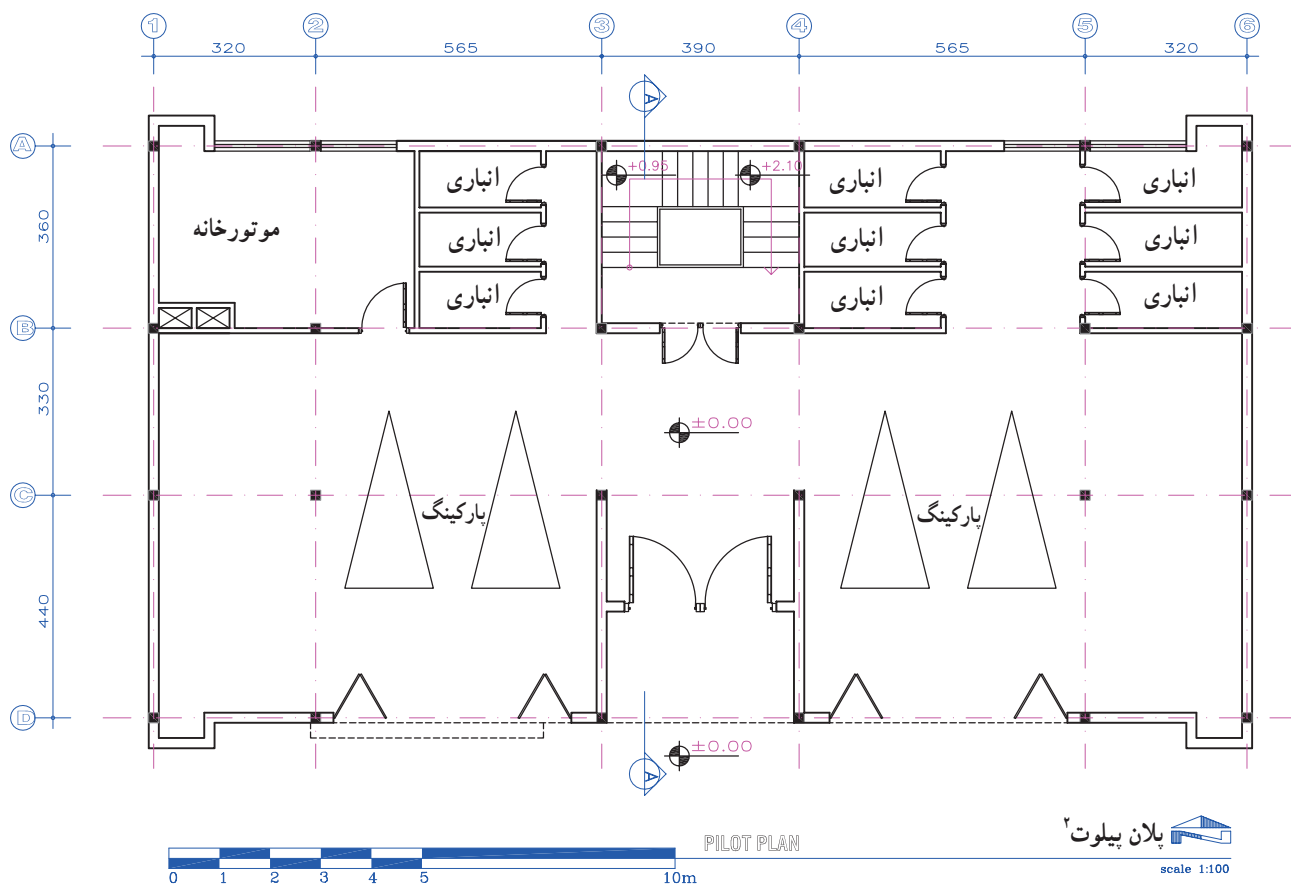 1 2 3 4 5 6
320 565 390 565 320
A
A
+0.95 +2.10
انباری انباری انباری
360
موتورخانه
انباری انباری انباری
انباری انباری انباری
B
330
±0.00
C
پارکینگ پارکینگ
440
D
±0.00
A
پلان پیلوت۲
PILOT PLAN
scale 1:100
0 1 2 3 4 5 10m